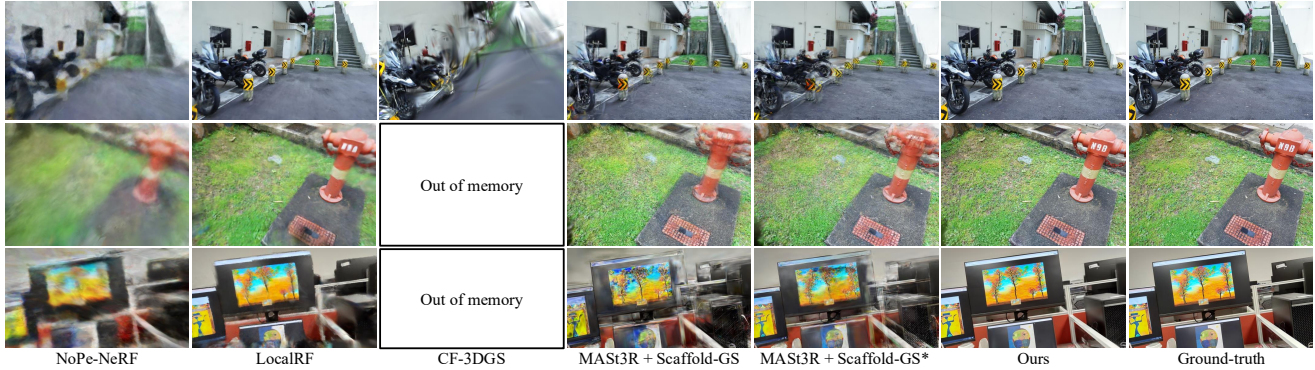 N9B
Out of memory
Out of memory
NoPe-NeRF LocalRF CF-3DGS MASt3R + Scaffold-GS MASt3R + Scaffold-GS* Ours Ground-truth